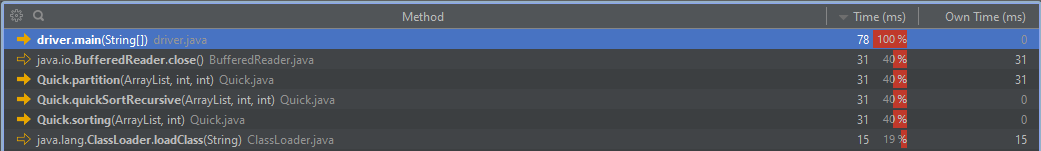 Method Time (ms) Own Time (ms)
driver.main(String[]) driver.java 78 100 % 0
java.io.BufferedReader.close() BufferedReader.java 31 40 % 31
Quick.partition(ArrayList, int, int) Quick.java 31 40 % 31
Quick.quickSortRecursive(ArrayList, int, int) Quick.java 31 40 % 0
Quick.sorting(ArrayList, int) Quick.java 31 40 % 0
java.lang.ClassLoader.loadClass(String) ClassLoader.java 15 19 % 15